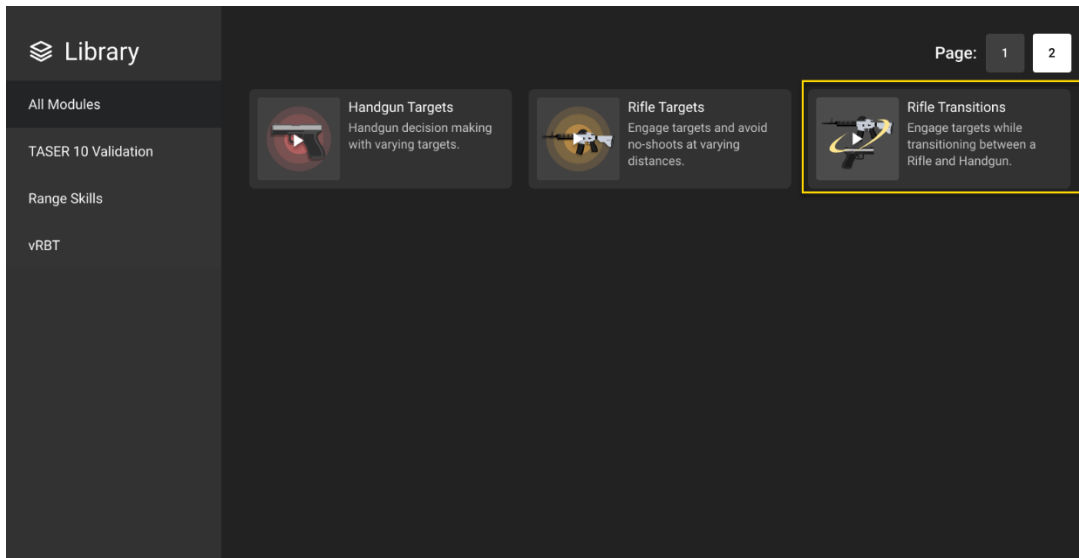 Library
All Modules
TASER 10 Validation
Range Skills
vRBT
Page: 1 2
Handgun Targets
Handgun decision making
with varying targets.
Rifle Targets
Engage targets and avoid
no-shoots at varying
distances.
Rifle Transitions
Engage targets while
transitioning between a
Rifle and Handgun.